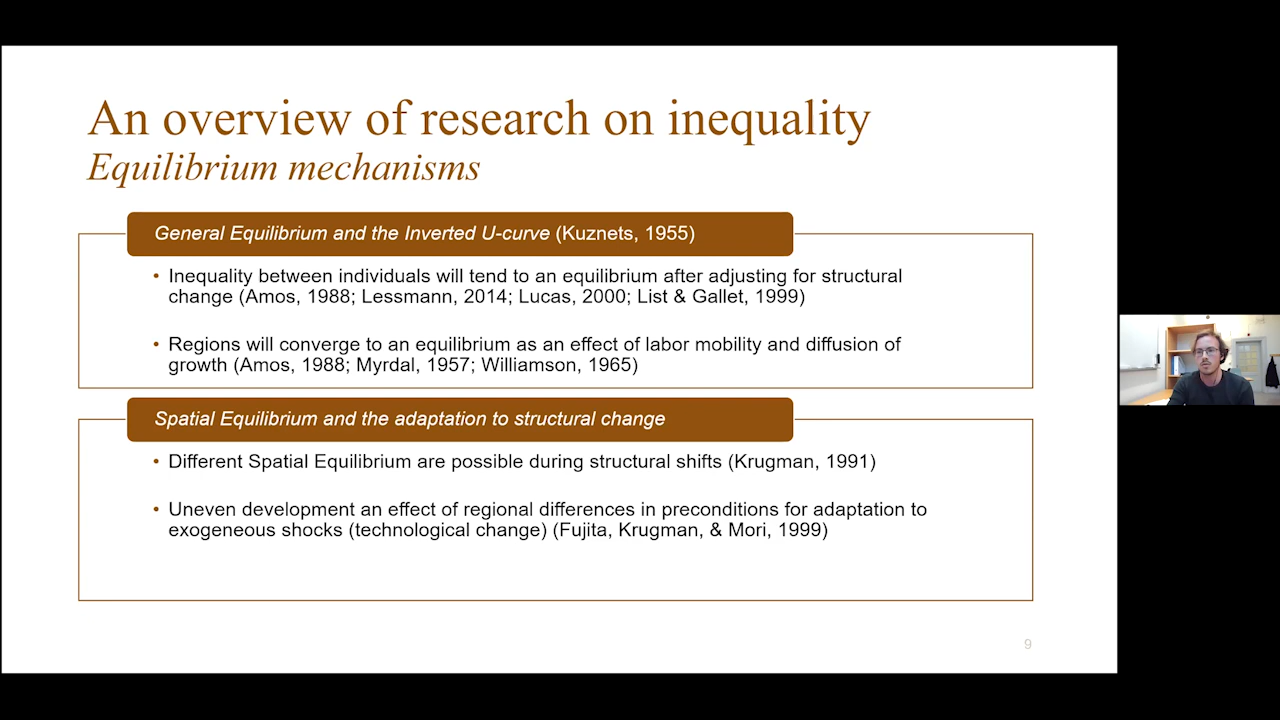 An overview of research on inequality
Equilibrium mechanisms
General Equilibrium and the Inverted U-curve (Kuznets, 1955)
• Inequality between individuals will tend to an equilibrium after adjusting for structural
change (Amos, 1988; Lessmann, 2014; Lucas, 2000; List & Gallet, 1999)
• Regions will converge to an equilibrium as an effect of labor mobility and diffusion of
growth (Amos, 1988; Myrdal, 1957; Williamson, 1965)
Spatial Equilibrium and the adaptation to structural change
• Different Spatial Equilibrium are possible during structural shifts (Krugman, 1991)
• Uneven development an effect of regional differences in preconditions for adaptation to
exogeneous shocks (technological change) (Fujita, Krugman, & Mori, 1999)
9